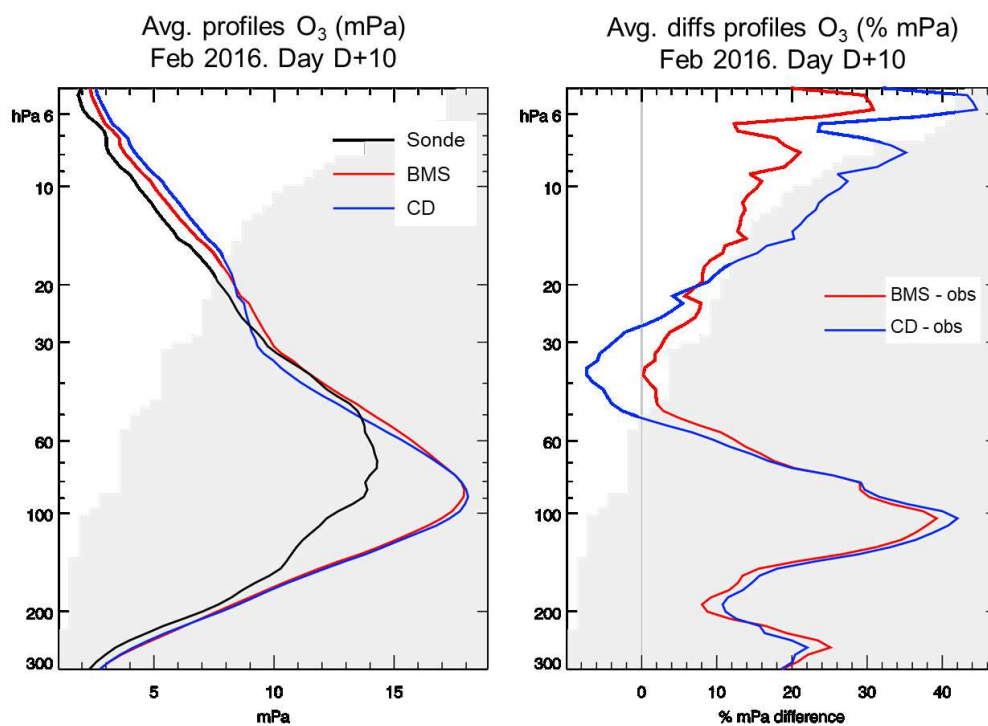 Avg. profiles O3 (mPa)
Feb 2016. Day D+10
hPa 6
10
20
30
60
100
200
300
5
10
15
mPa
Sonde
BMS
CD
Avg. diffs profiles O3 (% mPa)
Feb 2016. Day D+10
hPa 6
10
20
30
60
100
200
300
0
10
20
30
40
% mPa difference
BMS - obs
CD - obs